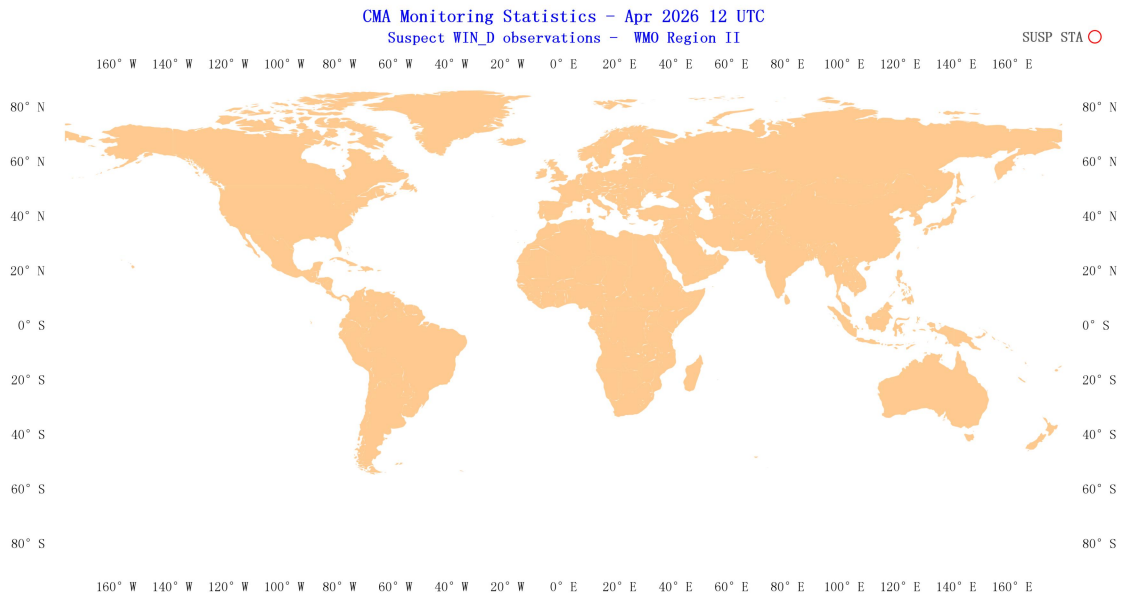 CMA Monitoring Statistics - Apr 2026 12 UTC
Suspect WIN_D observations - WMO Region II
SUSP STA
160° W 140° W 120° W 100° W 80° W 60° W 40° W 20° W 0° E 20° E 40° E 60° E 80° E 100° E 120° E 140° E 160° E
80° N 80° N
60° N 60° N
40° N 40° N
20° N 20° N
0° S 0° S
20° S 20° S
40° S 40° S
60° S 60° S
80° S 80° S
160° W 140° W 120° W 100° W 80° W 60° W 40° W 20° W 0° E 20° E 40° E 60° E 80° E 100° E 120° E 140° E 160° E